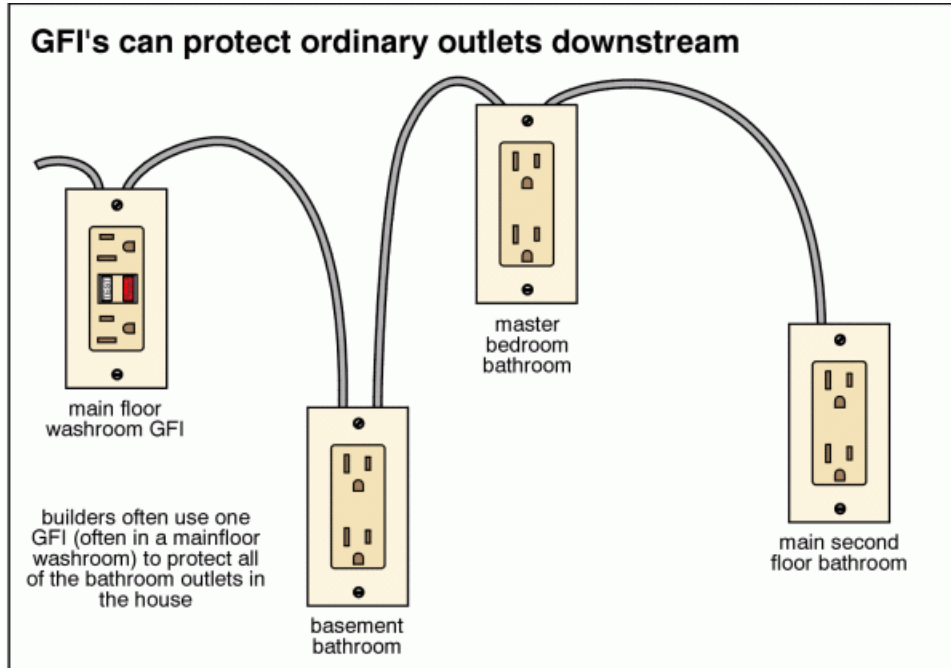 GFI's can protect ordinary outlets downstream
main floor
washroom GFI
builders often use one
GFI (often in a mainfloor
washroom) to protect all
of the bathroom outlets in
the house
basement
bathroom
master
bedroom
bathroom
main second
floor bathroom
TEST